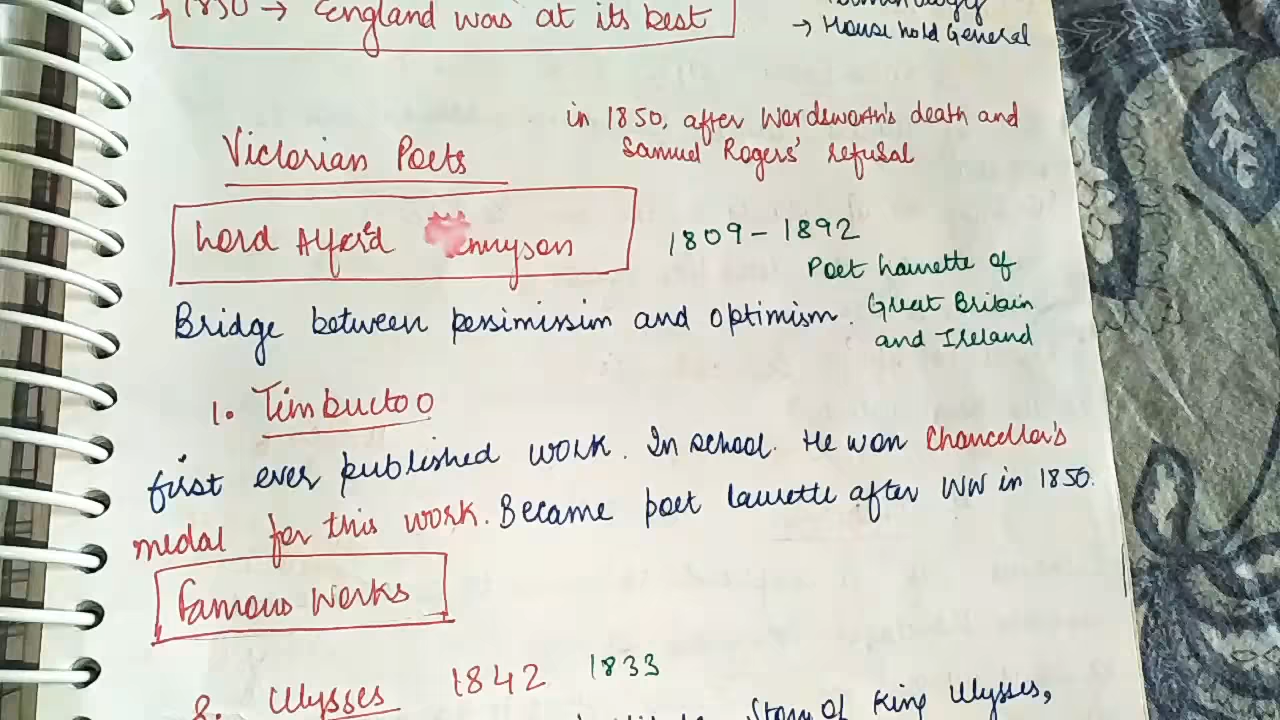 1850 → England was at its best
→ House hold General
in 1850, after Wordsworth's death and
Samuel Rogers' refusal
Victorian Poets
Lord Alfred Tennyson
1809 - 1892
Poet Laurette of
Great Britain
and Ireland
Bridge between pessimissim and optimism.
1. Timbuctoo
first ever published work. In school. He won Chancellor's
medal for this work. Became poet laurette after WW in 1850.
Famous Works
8. Ulysses 1842 1833
Story of King Ulysses,